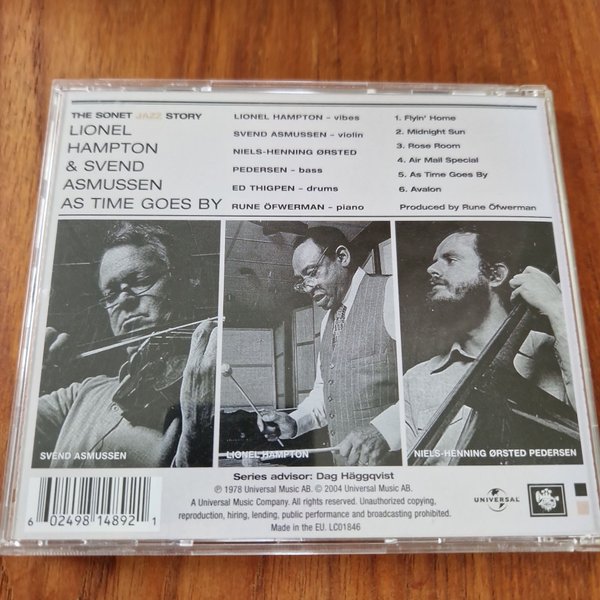 THE SONET JAZZ STORY
LIONEL
HAMPTON
& SVEND
ASMUSSEN
AS TIME GOES BY
LIONEL HAMPTON – vibes
SVEND ASMUSSEN – violin
NIELS-HENNING ØRSTED
PEDERSEN – bass
ED THIGPEN – drums
RUNE ÖFWERMAN – piano
1. Flyin' Home
2. Midnight Sun
3. Rose Room
4. Air Mail Special
5. As Time Goes By
6. Avalon
Produced by Rune Öfwerman
SVEND ASMUSSEN
LIONEL HAMPTON
NIELS-HENNING ØRSTED PEDERSEN
Series advisor: Dag Häggqvist
℗ 1978 Universal Music AB. © 2004 Universal Music AB.
A Universal Music Company. All rights reserved. Unauthorized copying,
reproduction, hiring, lending, public performance and broadcasting prohibited.
Made in the EU. LC01846
6 02498 14892 1
UNIVERSAL